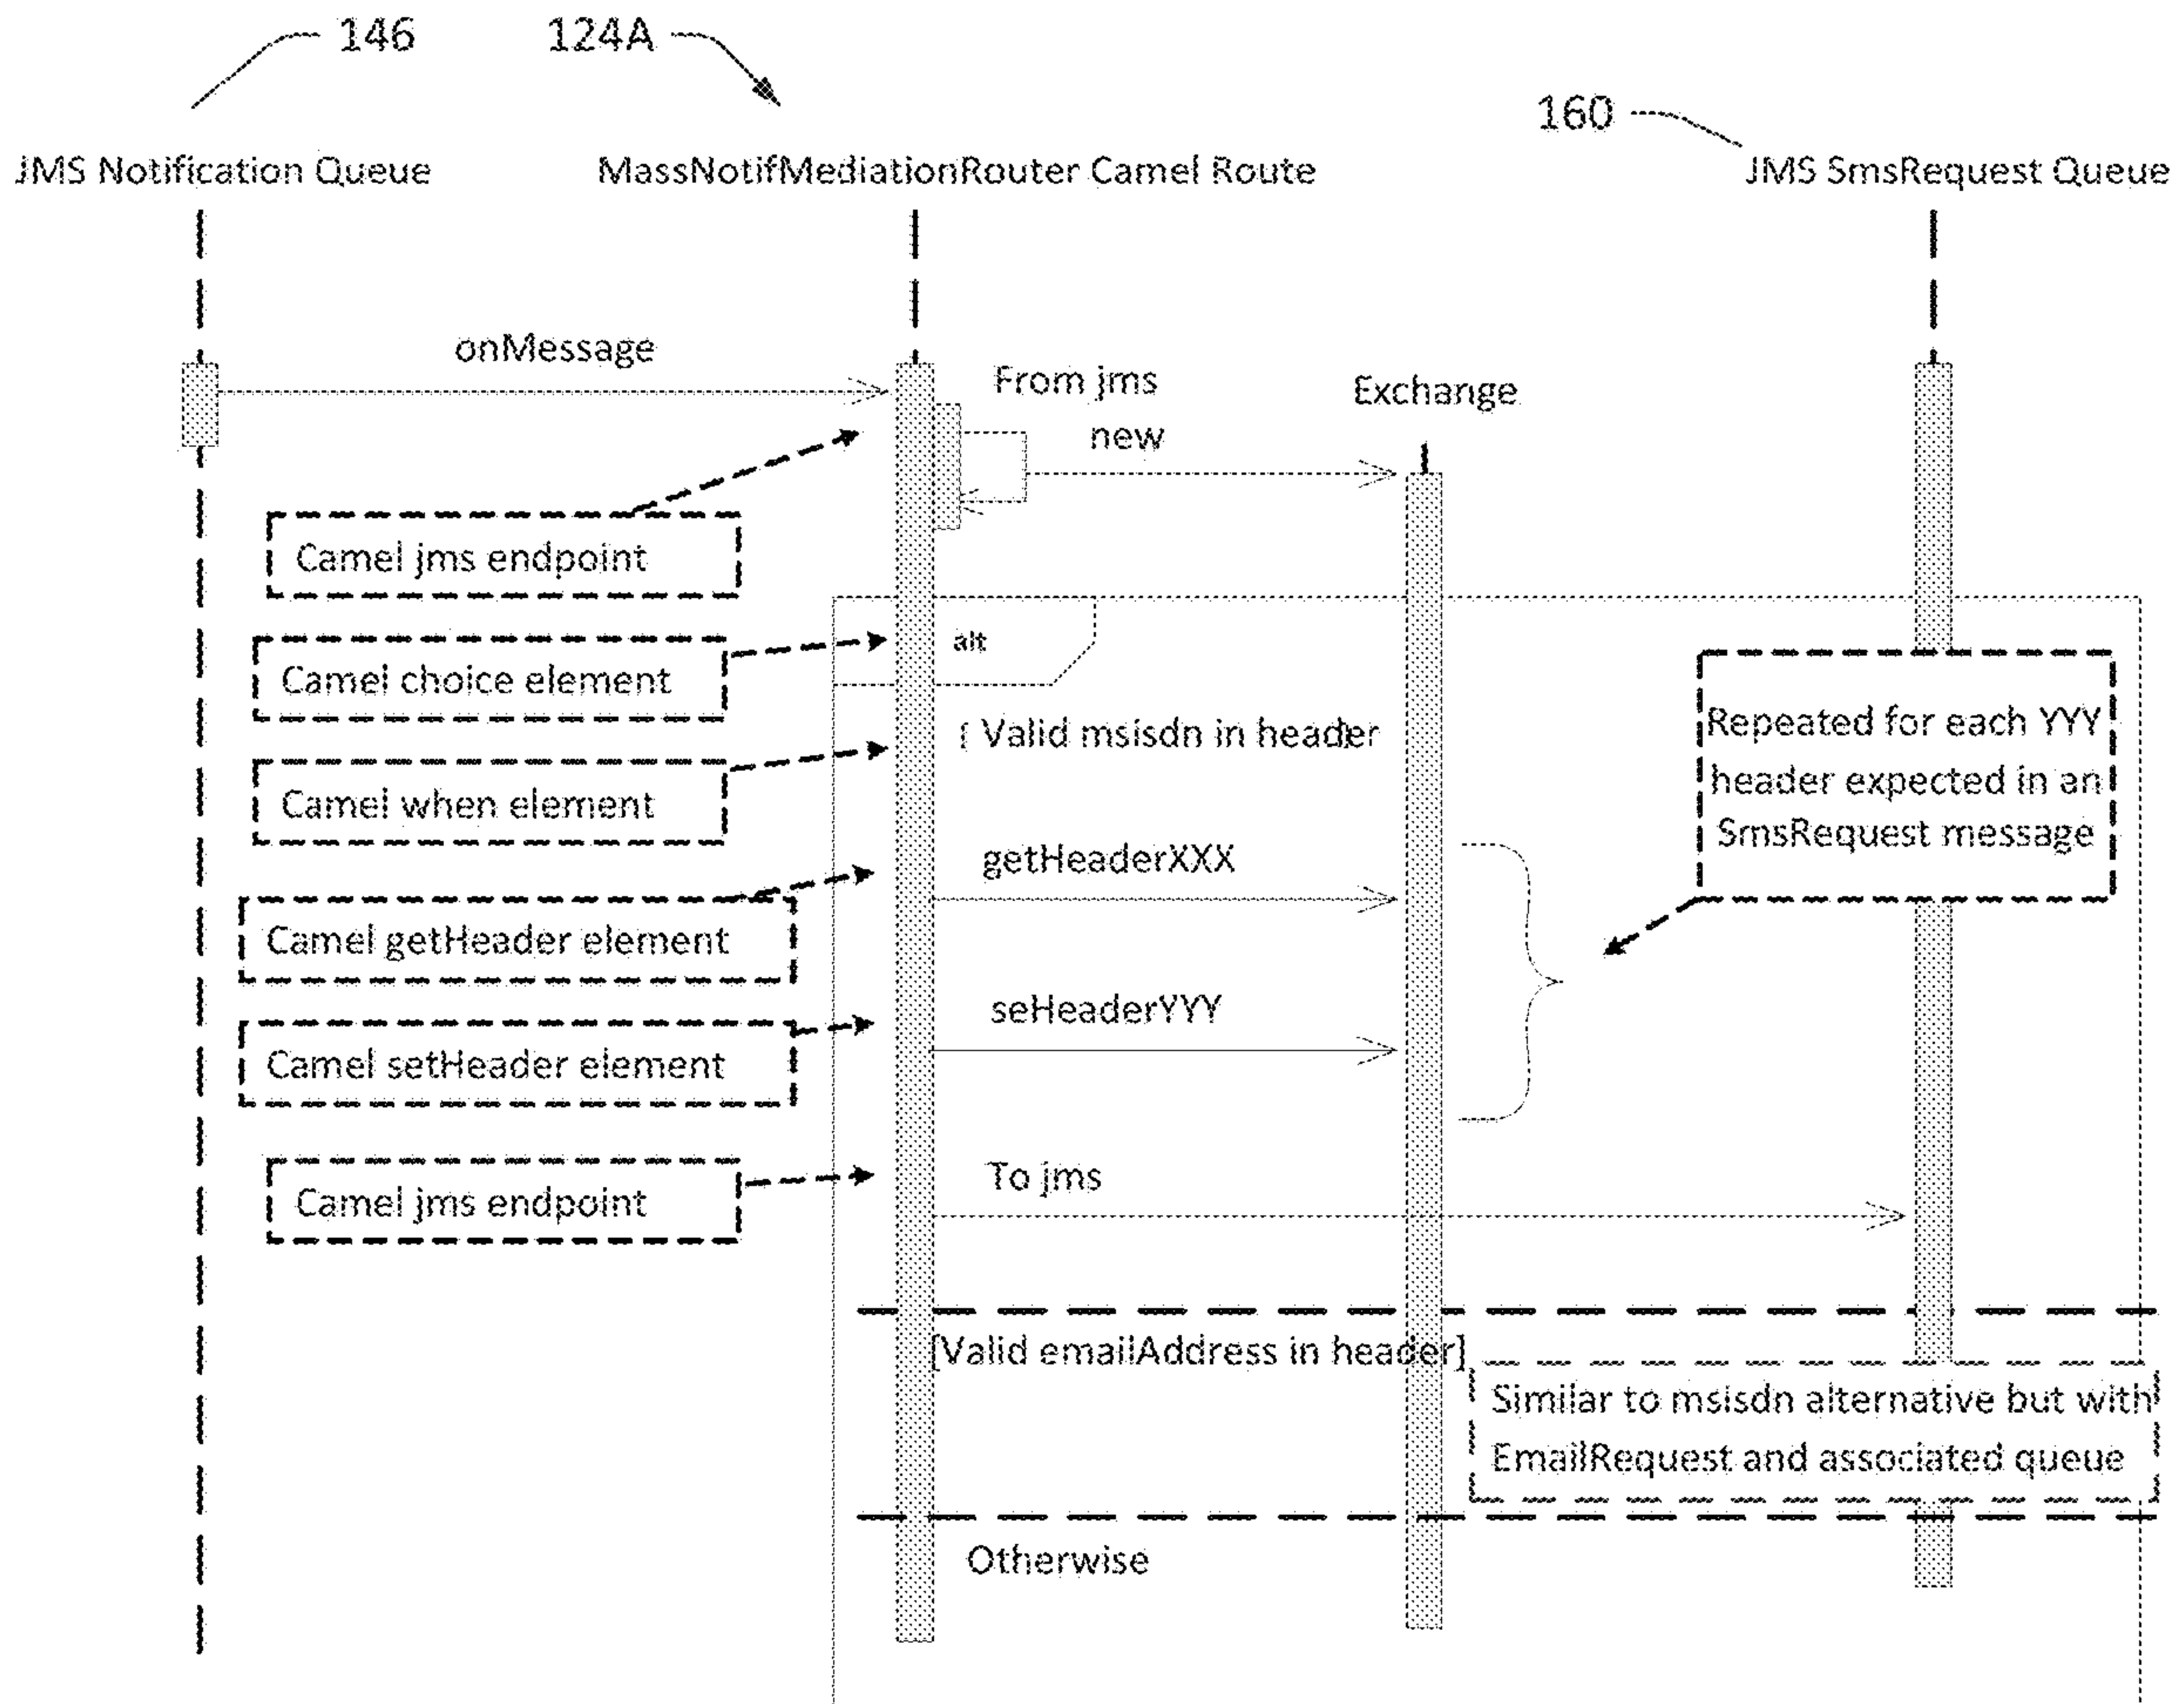 146
124A
160
JMS Notification Queue
MassNotifMediationRouter Camel Route
JMS SmsRequest Queue
onMessage
From jms
new
Exchange
Camel jms endpoint
Camel choice element
alt
Camel when element
[ Valid msisdn in header]
Repeated for each YYY
header expected in an
SmsRequest message
Camel getHeader element
getHeaderXXX
Camel setHeader element
seHeaderYYY
Camel jms endpoint
To jms
[Valid emailAddress in header]
Similar to msisdn alternative but with
EmailRequest and associated queue
Otherwise